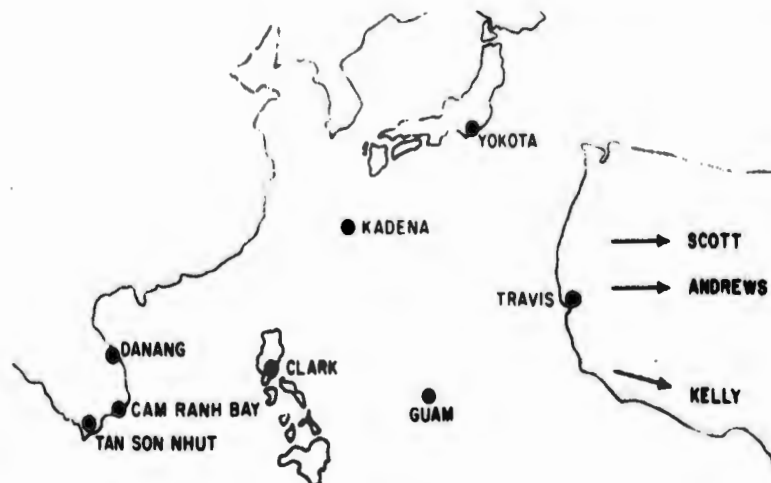 YOKOTA
KADENA
SCOTT
ANDREWS
TRAVIS
DANANG
CLARK
KELLY
CAM RANH BAY
GUAM
TAN SON NHUT